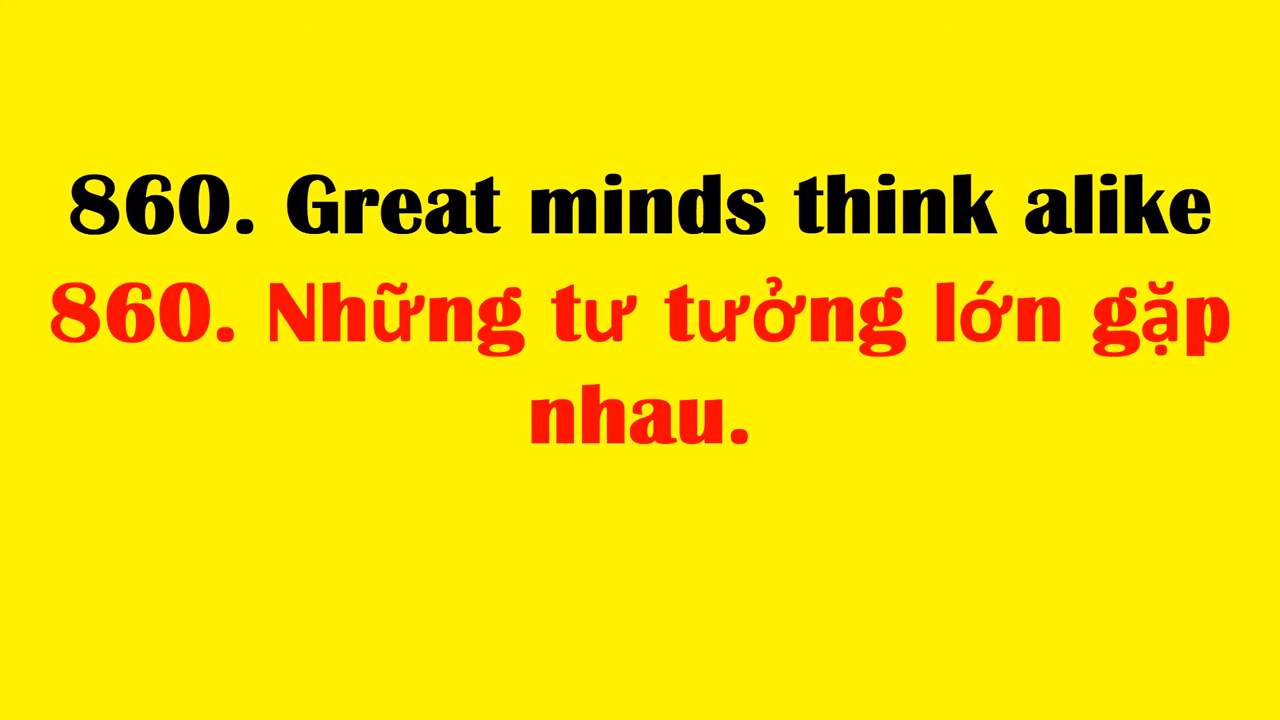 860. Great minds think alike
860. Những tư tưởng lớn gặp
nhau.